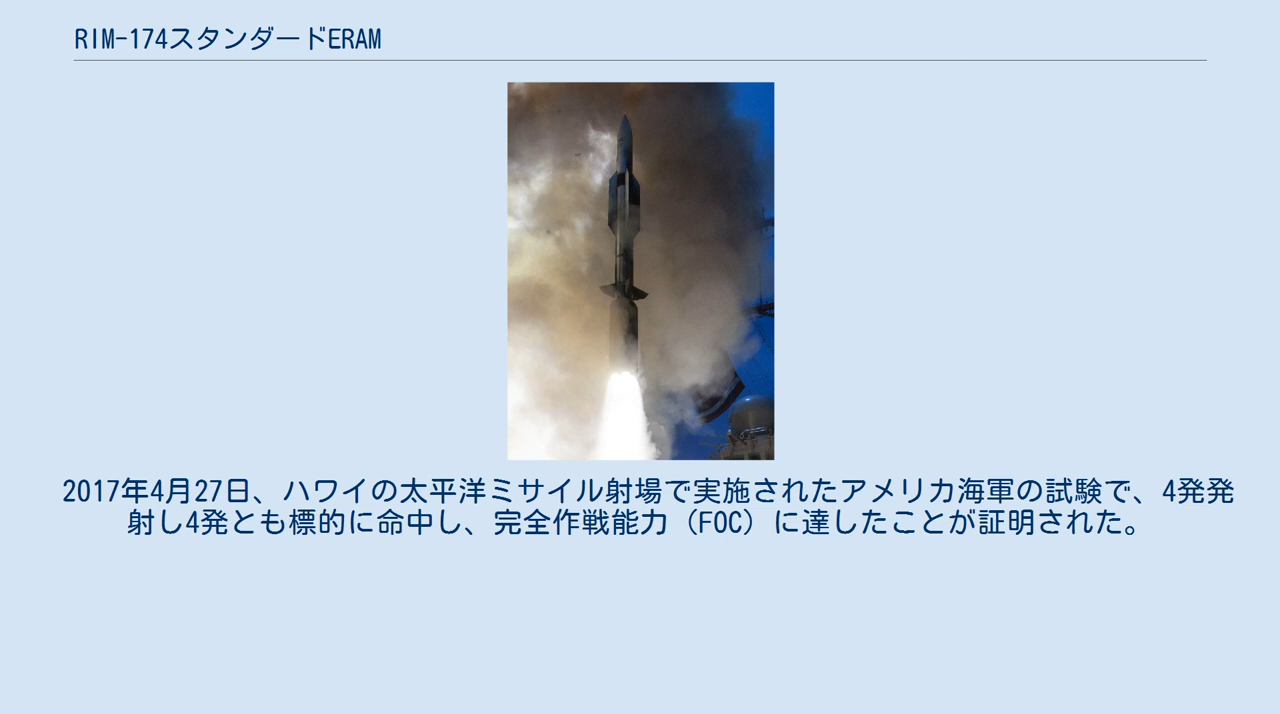 RIM-174スタンダードERAM
2017年4月27日、ハワイの太平洋ミサイル射場で実施されたアメリカ海軍の試験で、4発発
射し4発とも標的に命中し、完全作戦能力（FOC）に達したことが証明された。